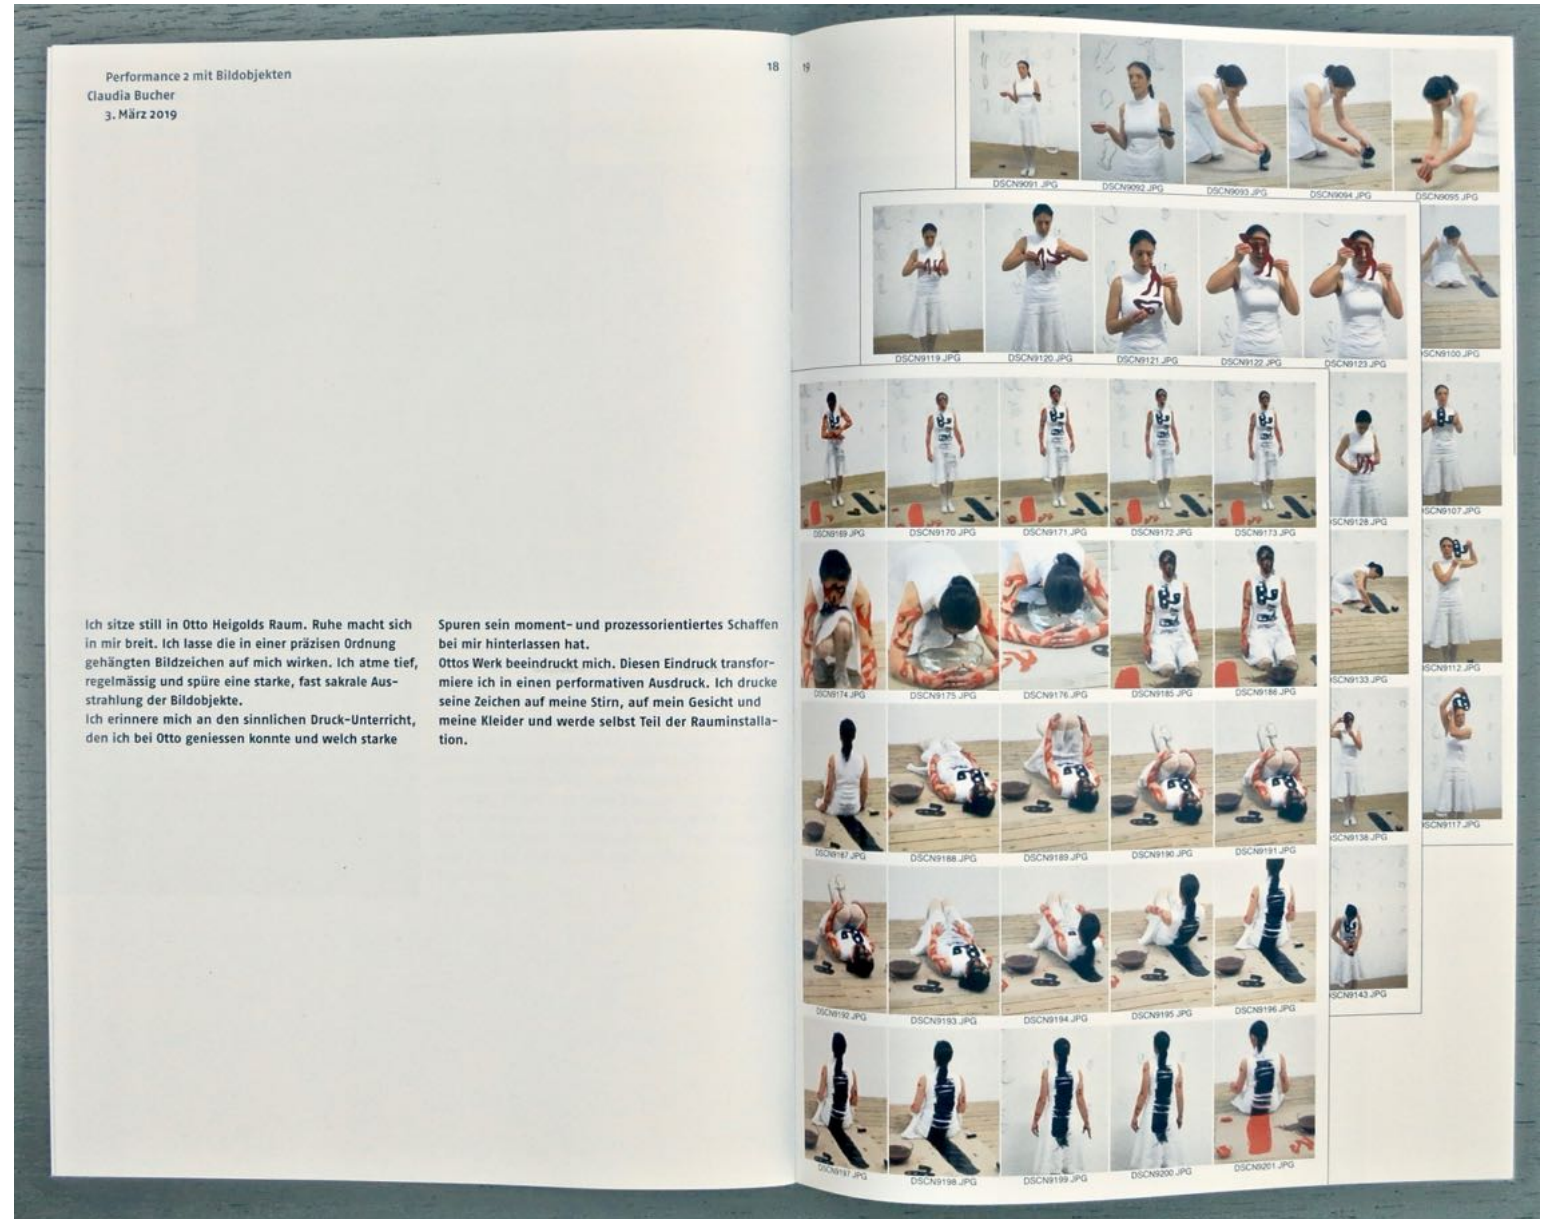 Performance 2 mit Bildobjekten
Claudia Bucher
3. März 2019
18
19
Ich sitze still in Otto Heigolds Raum. Ruhe macht sich
in mir breit. Ich lasse die in einer präzisen Ordnung
gehängten Bildzeichen auf mich wirken. Ich atme tief,
regelmässig und spüre eine starke, fast sakrale Aus-
strahlung der Bildobjekte.
Ich erinnere mich an den sinnlichen Druck-Unterricht,
den ich bei Otto geniessen konnte und welch starke
Spuren sein moment- und prozessorientiertes Schaffen
bei mir hinterlassen hat.
Ottos Werk beeindruckt mich. Diesen Eindruck transfor-
miere ich in einen performativen Ausdruck. Ich drucke
seine Zeichen auf meine Stirn, auf mein Gesicht und
meine Kleider und werde selbst Teil der Rauminstalla-
tion.
DSCN9091.JPG DSCN9092.JPG DSCN9093.JPG DSCN9094.JPG DSCN9095.JPG
DSCN9119.JPG DSCN9120.JPG DSCN9121.JPG DSCN9122.JPG DSCN9123.JPG
SCN9100.JPG
DSCN9169.JPG DSCN9170.JPG DSCN9171.JPG DSCN9172.JPG DSCN9173.JPG
SCN9128.JPG
SCN9107.JPG
DSCN9174.JPG DSCN9175.JPG DSCN9176.JPG DSCN9185.JPG DSCN9186.JPG
SCN9133.JPG
SCN9112.JPG
DSCN9187.JPG DSCN9188.JPG DSCN9189.JPG DSCN9190.JPG DSCN9191.JPG
SCN9138.JPG
SCN9117.JPG
DSCN9192.JPG DSCN9193.JPG DSCN9194.JPG DSCN9195.JPG DSCN9196.JPG
SCN9143.JPG
DSCN9197.JPG DSCN9198.JPG DSCN9199.JPG DSCN9200.JPG DSCN9201.JPG